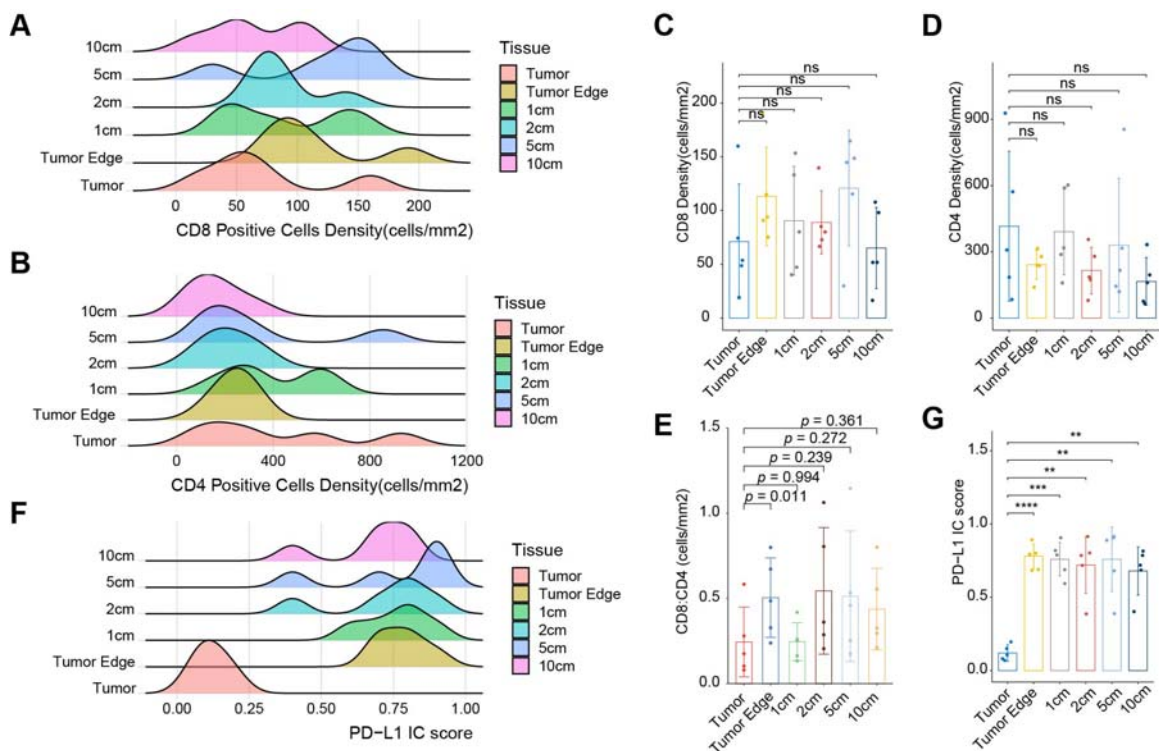 A
10cm
5cm
2cm
1cm
Tumor Edge
Tumor
0
50
100
150
200
CD8 Positive Cells Density(cells/mm2)
Tissue
Tumor
Tumor Edge
1cm
2cm
5cm
10cm
B
10cm
5cm
2cm
1cm
Tumor Edge
Tumor
0
400
800
1200
CD4 Positive Cells Density(cells/mm2)
Tissue
Tumor
Tumor Edge
1cm
2cm
5cm
10cm
F
10cm
5cm
2cm
1cm
Tumor Edge
Tumor
0.00
0.25
0.50
0.75
1.00
PD−L1 IC score
Tissue
Tumor
Tumor Edge
1cm
2cm
5cm
10cm
C
CD8 Density(cells/mm2)
200
150
100
50
0
ns
ns
ns
ns
ns
Tumor
Tumor Edge
1cm
2cm
5cm
10cm
D
CD4 Density(cells/mm2)
900
600
300
0
ns
ns
ns
ns
ns
Tumor
Tumor Edge
1cm
2cm
5cm
10cm
E
CD8:CD4 (cells/mm2)
1.5
1.0
0.5
0.0
p = 0.361
p = 0.272
p = 0.239
p = 0.994
p = 0.011
Tumor
Tumor Edge
1cm
2cm
5cm
10cm
G
PD−L1 IC score
1.5
1.0
0.5
0.0
**
**
**
***
****
Tumor
Tumor Edge
1cm
2cm
5cm
10cm